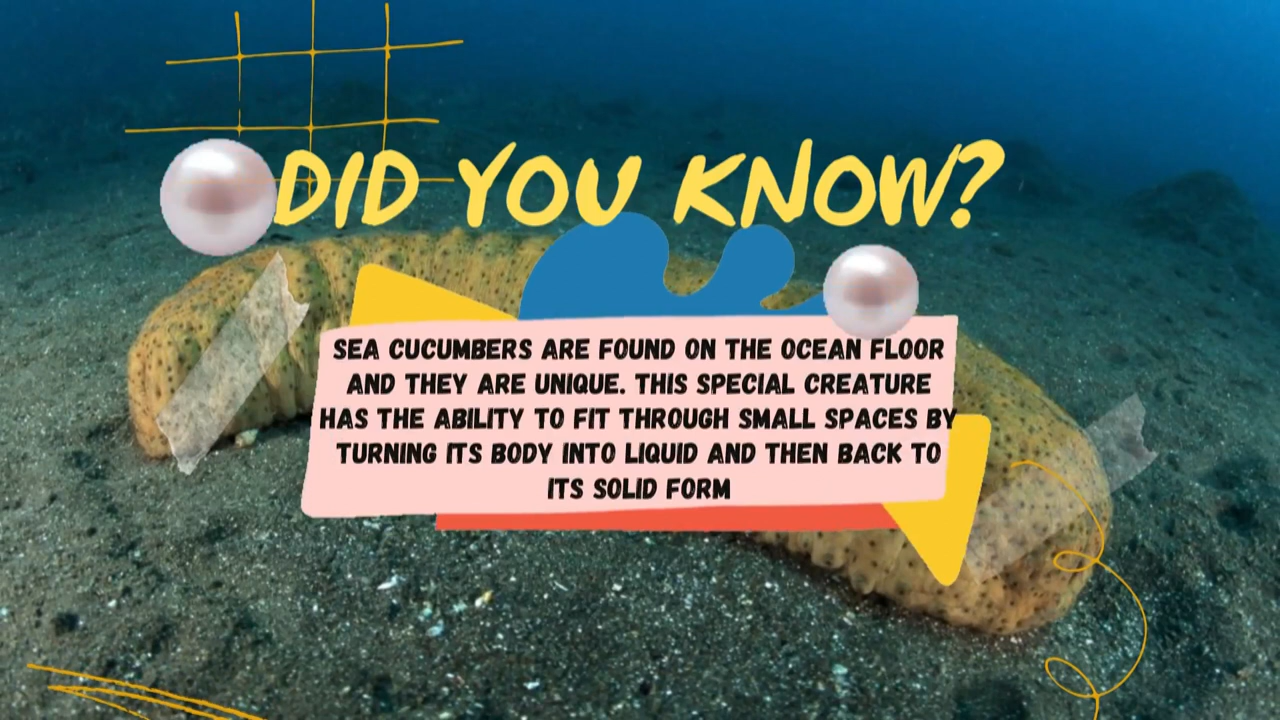 DID YOU KNOW?
SEA CUCUMBERS ARE FOUND ON THE OCEAN FLOOR
AND THEY ARE UNIQUE. THIS SPECIAL CREATURE
HAS THE ABILITY TO FIT THROUGH SMALL SPACES BY
TURNING ITS BODY INTO LIQUID AND THEN BACK TO
ITS SOLID FORM